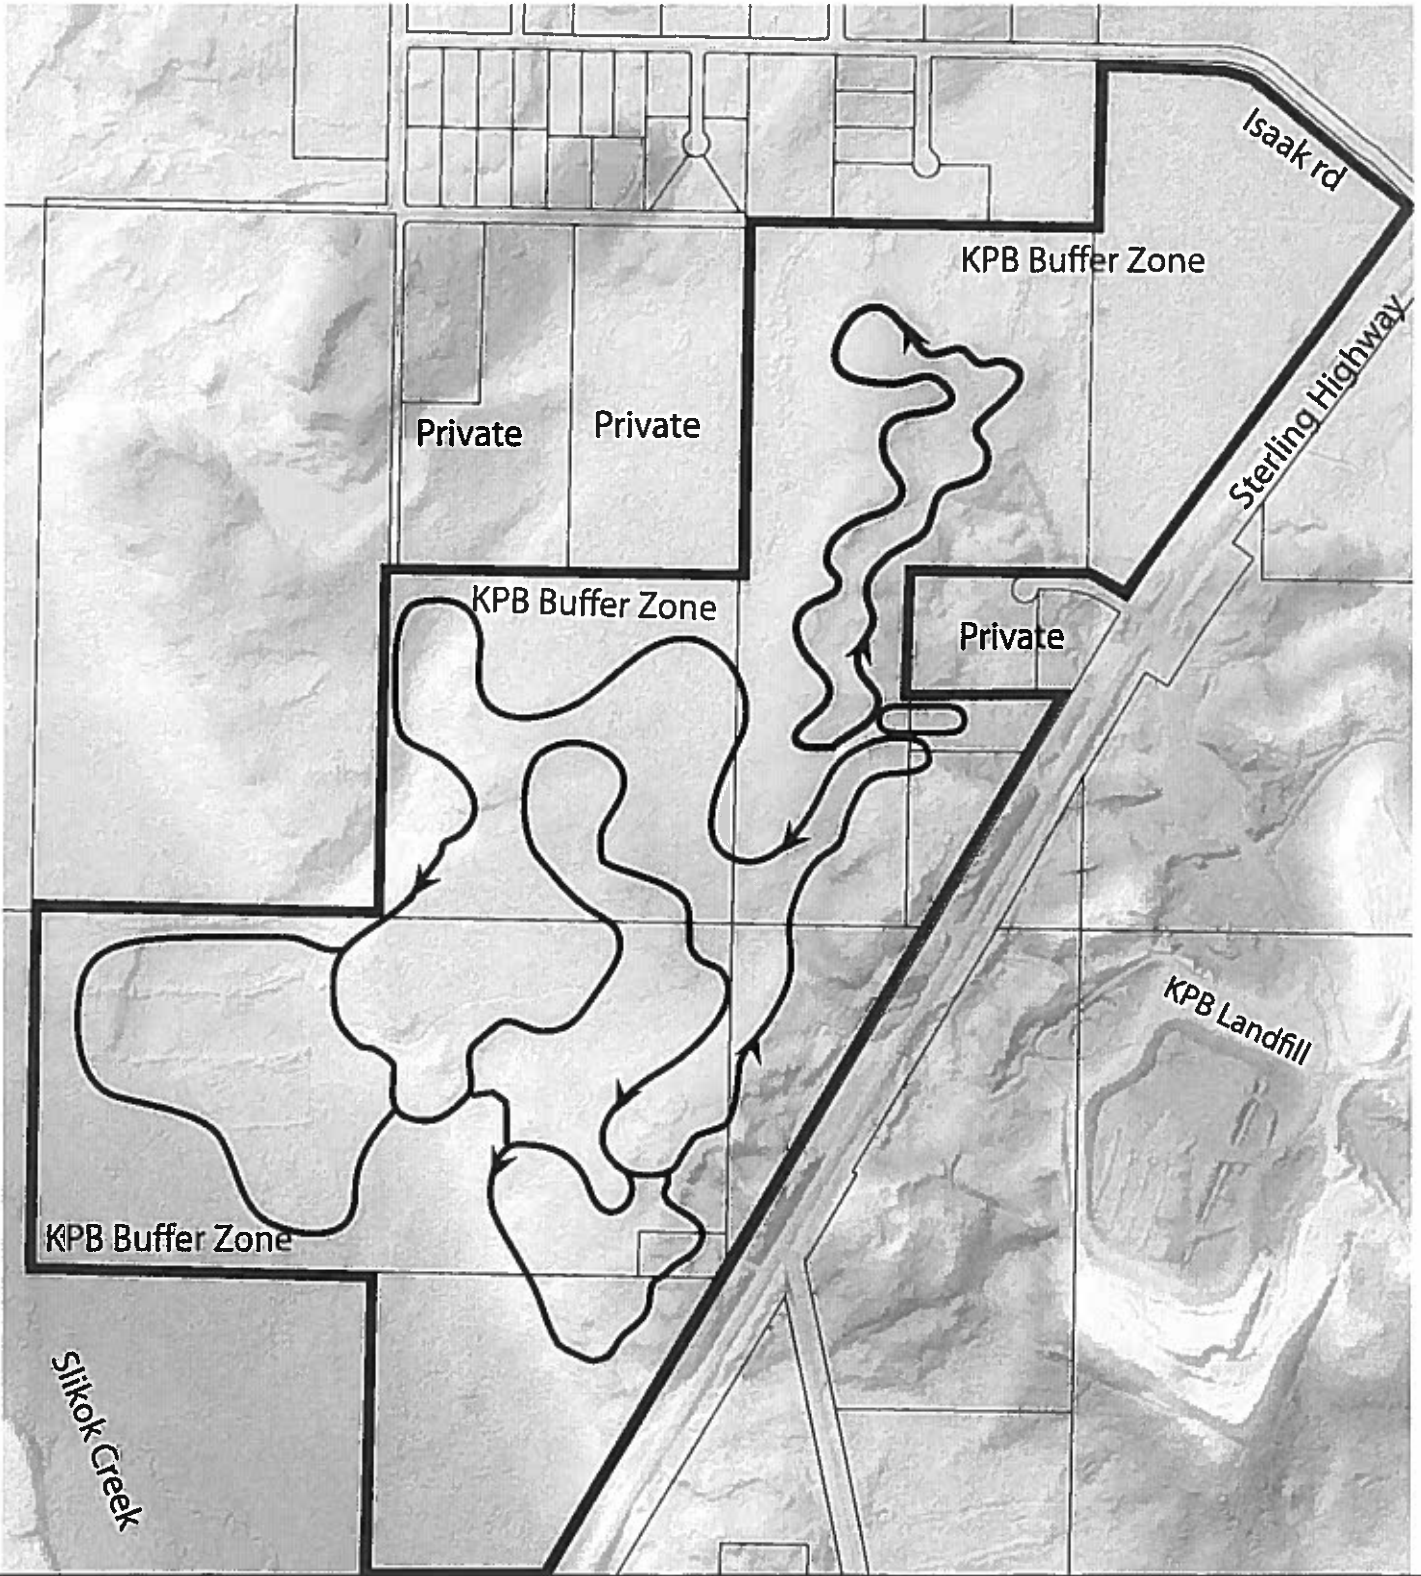 Isaak rd
KPB Buffer Zone
Sterling Highway
Private
Private
KPB Buffer Zone
Private
KPB Landfill
KPB Buffer Zone
Slikok Creek